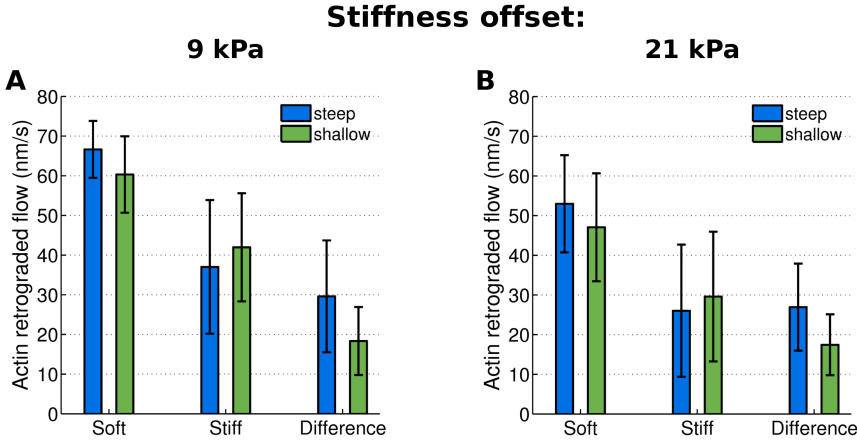 Stiffness offset:
9 kPa
21 kPa
A
80
70
60
50
40
30
20
10
0
Actin retrograded flow (nm/s)
steep
shallow
Soft
Stiff
Difference
B
80
70
60
50
40
30
20
10
0
Actin retrograded flow (nm/s)
steep
shallow
Soft
Stiff
Difference